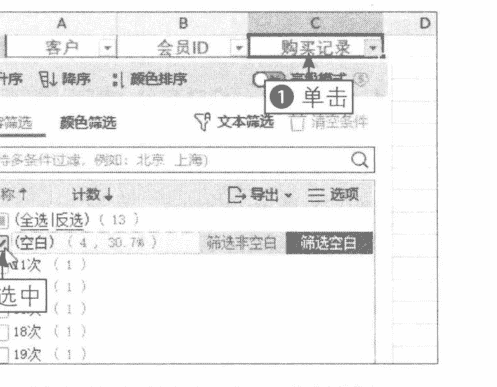 A B C D
客户 会员ID 购买记录
升序 降序 颜色排序 高级模式
❶ 单击
筛选 颜色筛选 文本筛选 清空条件
持多条件过滤，例如：北京 上海)
称↑ 计数↓ 导出 选项
(全选|反选) ( 13 )
(空白) ( 4 , 30.7% ) 筛选非空白 筛选空白
11次 ( 1 )
选中 ( 1 )
( 1 )
18次 ( 1 )
19次 ( 1 )